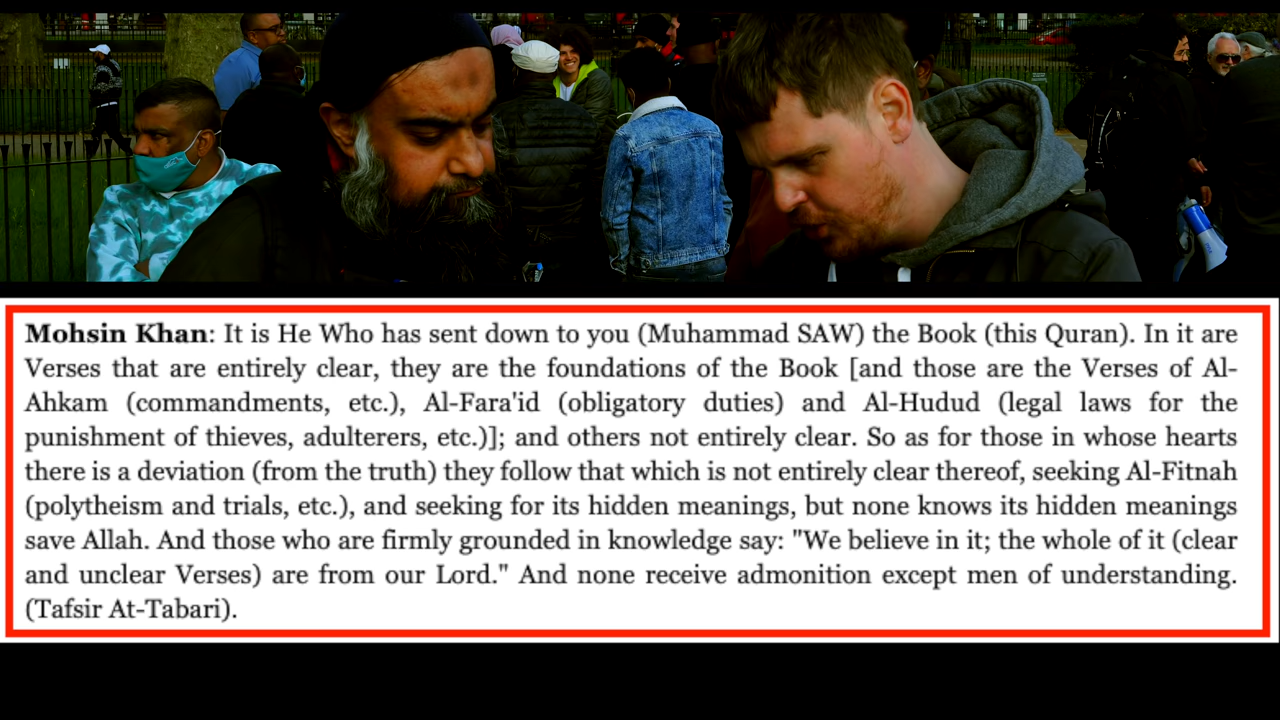 Mohsin Khan: It is He Who has sent down to you (Muhammad SAW) the Book (this Quran). In it are
Verses that are entirely clear, they are the foundations of the Book [and those are the Verses of Al-
Ahkam (commandments, etc.), Al-Fara'id (obligatory duties) and Al-Hudud (legal laws for the
punishment of thieves, adulterers, etc.)]; and others not entirely clear. So as for those in whose hearts
there is a deviation (from the truth) they follow that which is not entirely clear thereof, seeking Al-Fitnah
(polytheism and trials, etc.), and seeking for its hidden meanings, but none knows its hidden meanings
save Allah. And those who are firmly grounded in knowledge say: "We believe in it; the whole of it (clear
and unclear Verses) are from our Lord." And none receive admonition except men of understanding.
(Tafsir At-Tabari).